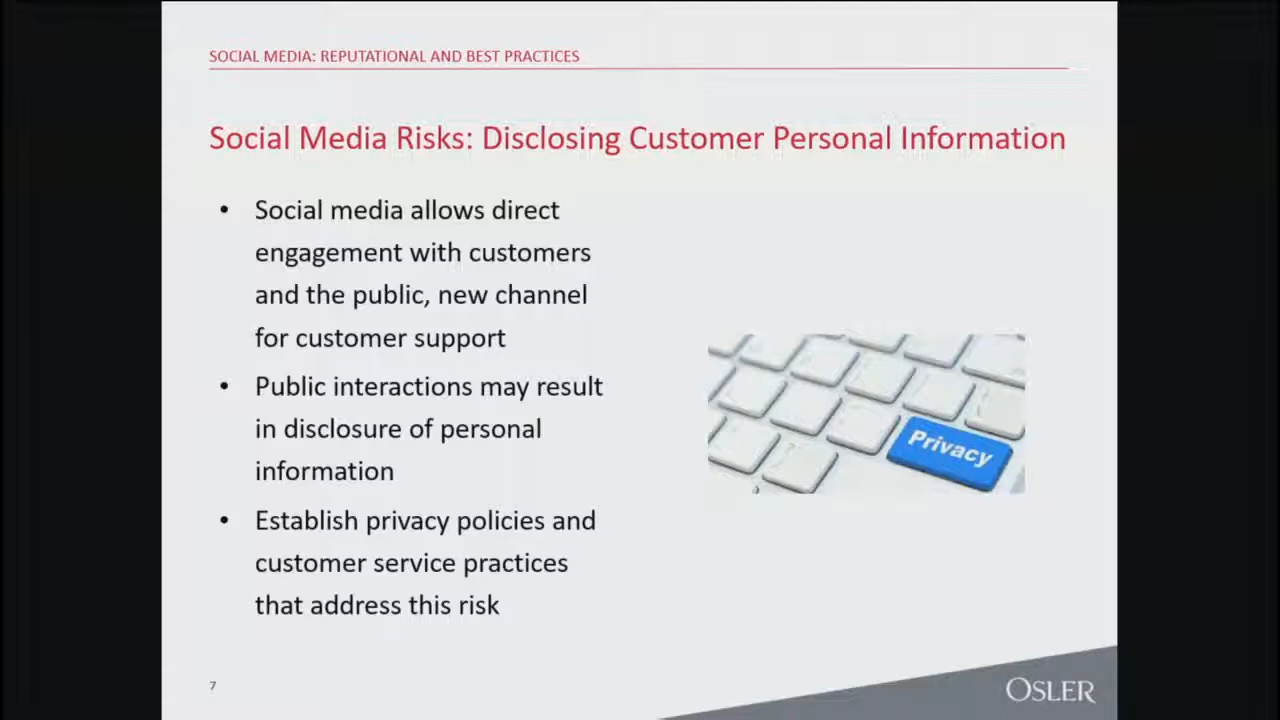 SOCIAL MEDIA: REPUTATIONAL AND BEST PRACTICES
Social Media Risks: Disclosing Customer Personal Information
• Social media allows direct
engagement with customers
and the public, new channel
for customer support
• Public interactions may result
in disclosure of personal
information
• Establish privacy policies and
customer service practices
that address this risk
Privacy
7
OSLER